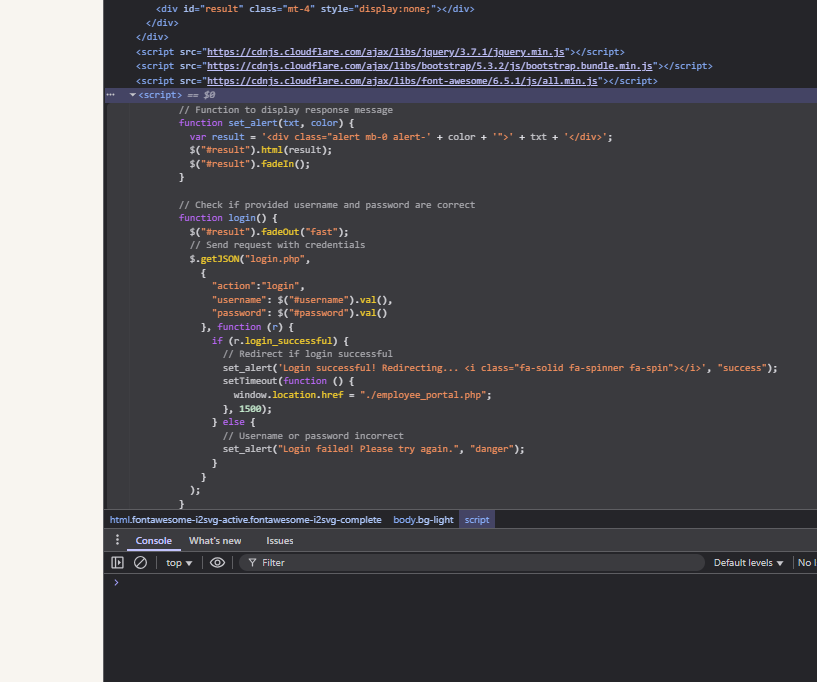 <div id="result" class="mt-4" style="display:none;"></div>
</div>
</div>
<script src="https://cdnjs.cloudflare.com/ajax/libs/jquery/3.7.1/jquery.min.js"></script>
<script src="https://cdnjs.cloudflare.com/ajax/libs/bootstrap/5.3.2/js/bootstrap.bundle.min.js"></script>
<script src="https://cdnjs.cloudflare.com/ajax/libs/font-awesome/6.5.1/js/all.min.js"></script>
<script> == $0
// Function to display response message
function set_alert(txt, color) {
var result = '<div class="alert mb-0 alert-' + color + '">' + txt + '</div>';
$("#result").html(result);
$("#result").fadeIn();
}
// Check if provided username and password are correct
function login() {
$("#result").fadeOut("fast");
// Send request with credentials
$.getJSON("login.php",
{
"action":"login",
"username": $("#username").val(),
"password": $("#password").val()
}, function (r) {
if (r.login_successful) {
// Redirect if login successful
set_alert('Login successful! Redirecting... <i class="fa-solid fa-spinner fa-spin"></i>', "success");
setTimeout(function () {
window.location.href = "./employee_portal.php";
}, 1500);
} else {
// Username or password incorrect
set_alert("Login failed! Please try again.", "danger");
}
}
);
}
html.fontawesome-i2svg-active.fontawesome-i2svg-complete body.bg-light script
Console What's new Issues
top Filter Default levels No I